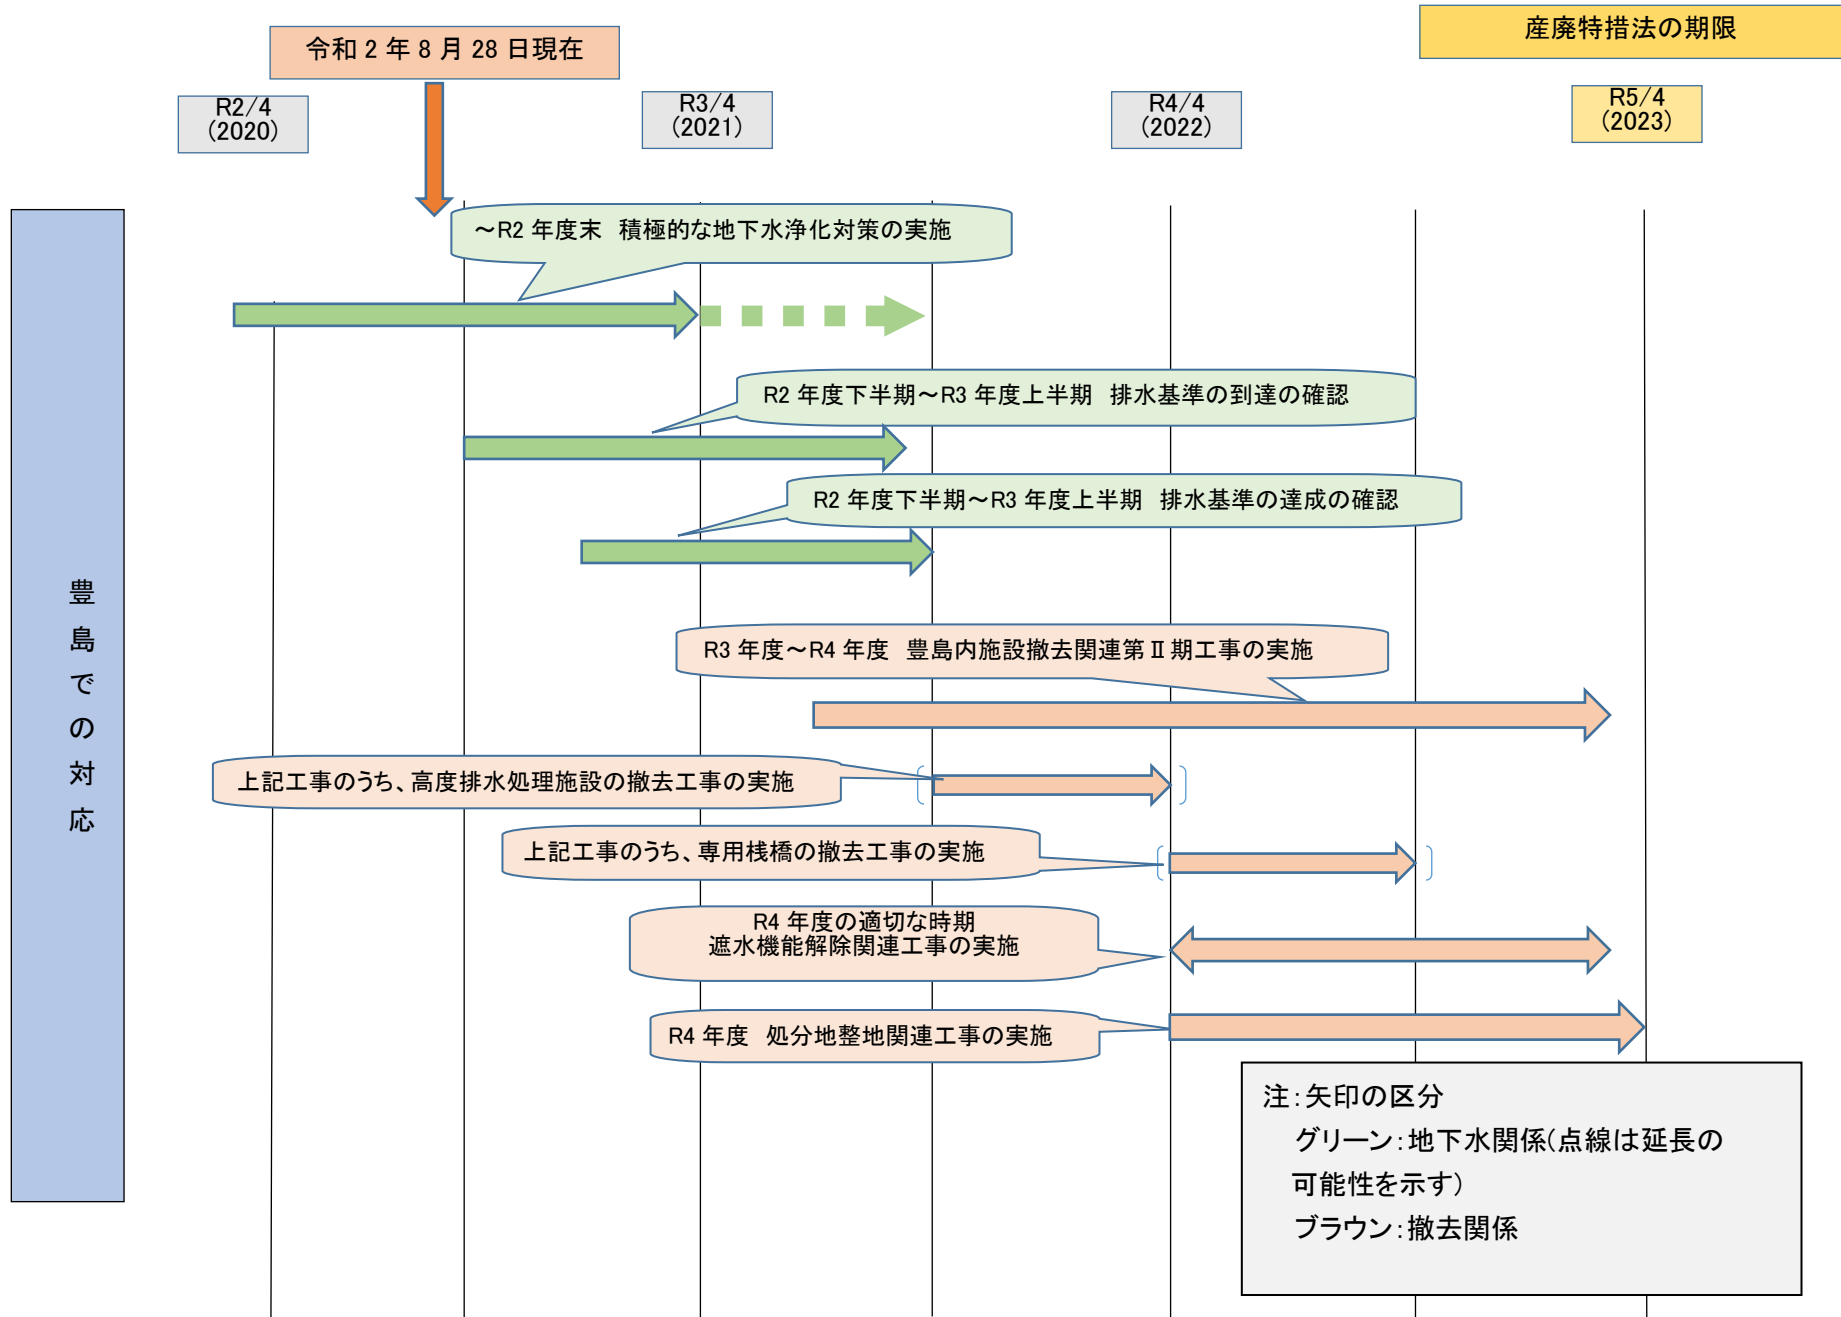 産廃特措法の期限
令和 2 年 8 月 28 日現在
R2/4
(2020)
R3/4
(2021)
R4/4
(2022)
R5/4
(2023)
豊島での対応
～R2 年度末　積極的な地下水浄化対策の実施
R2 年度下半期～R3 年度上半期　排水基準の到達の確認
R2 年度下半期～R3 年度上半期　排水基準の達成の確認
R3 年度～R4 年度　豊島内施設撤去関連第Ⅱ期工事の実施
上記工事のうち、高度排水処理施設の撤去工事の実施
上記工事のうち、専用桟橋の撤去工事の実施
R4 年度の適切な時期
遮水機能解除関連工事の実施
R4 年度　処分地整地関連工事の実施
注：矢印の区分
グリーン：地下水関係(点線は延長の
可能性を示す)
ブラウン：撤去関係